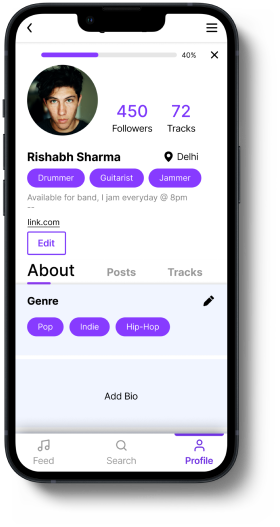 40%
450 72
Followers Tracks
Rishabh Sharma Delhi
Drummer Guitarist Jammer
Available for band, I jam everyday @ 8pm
--
link.com
Edit
About Posts Tracks
Genre
Pop Indie Hip-Hop
Add Bio
Feed Search Profile